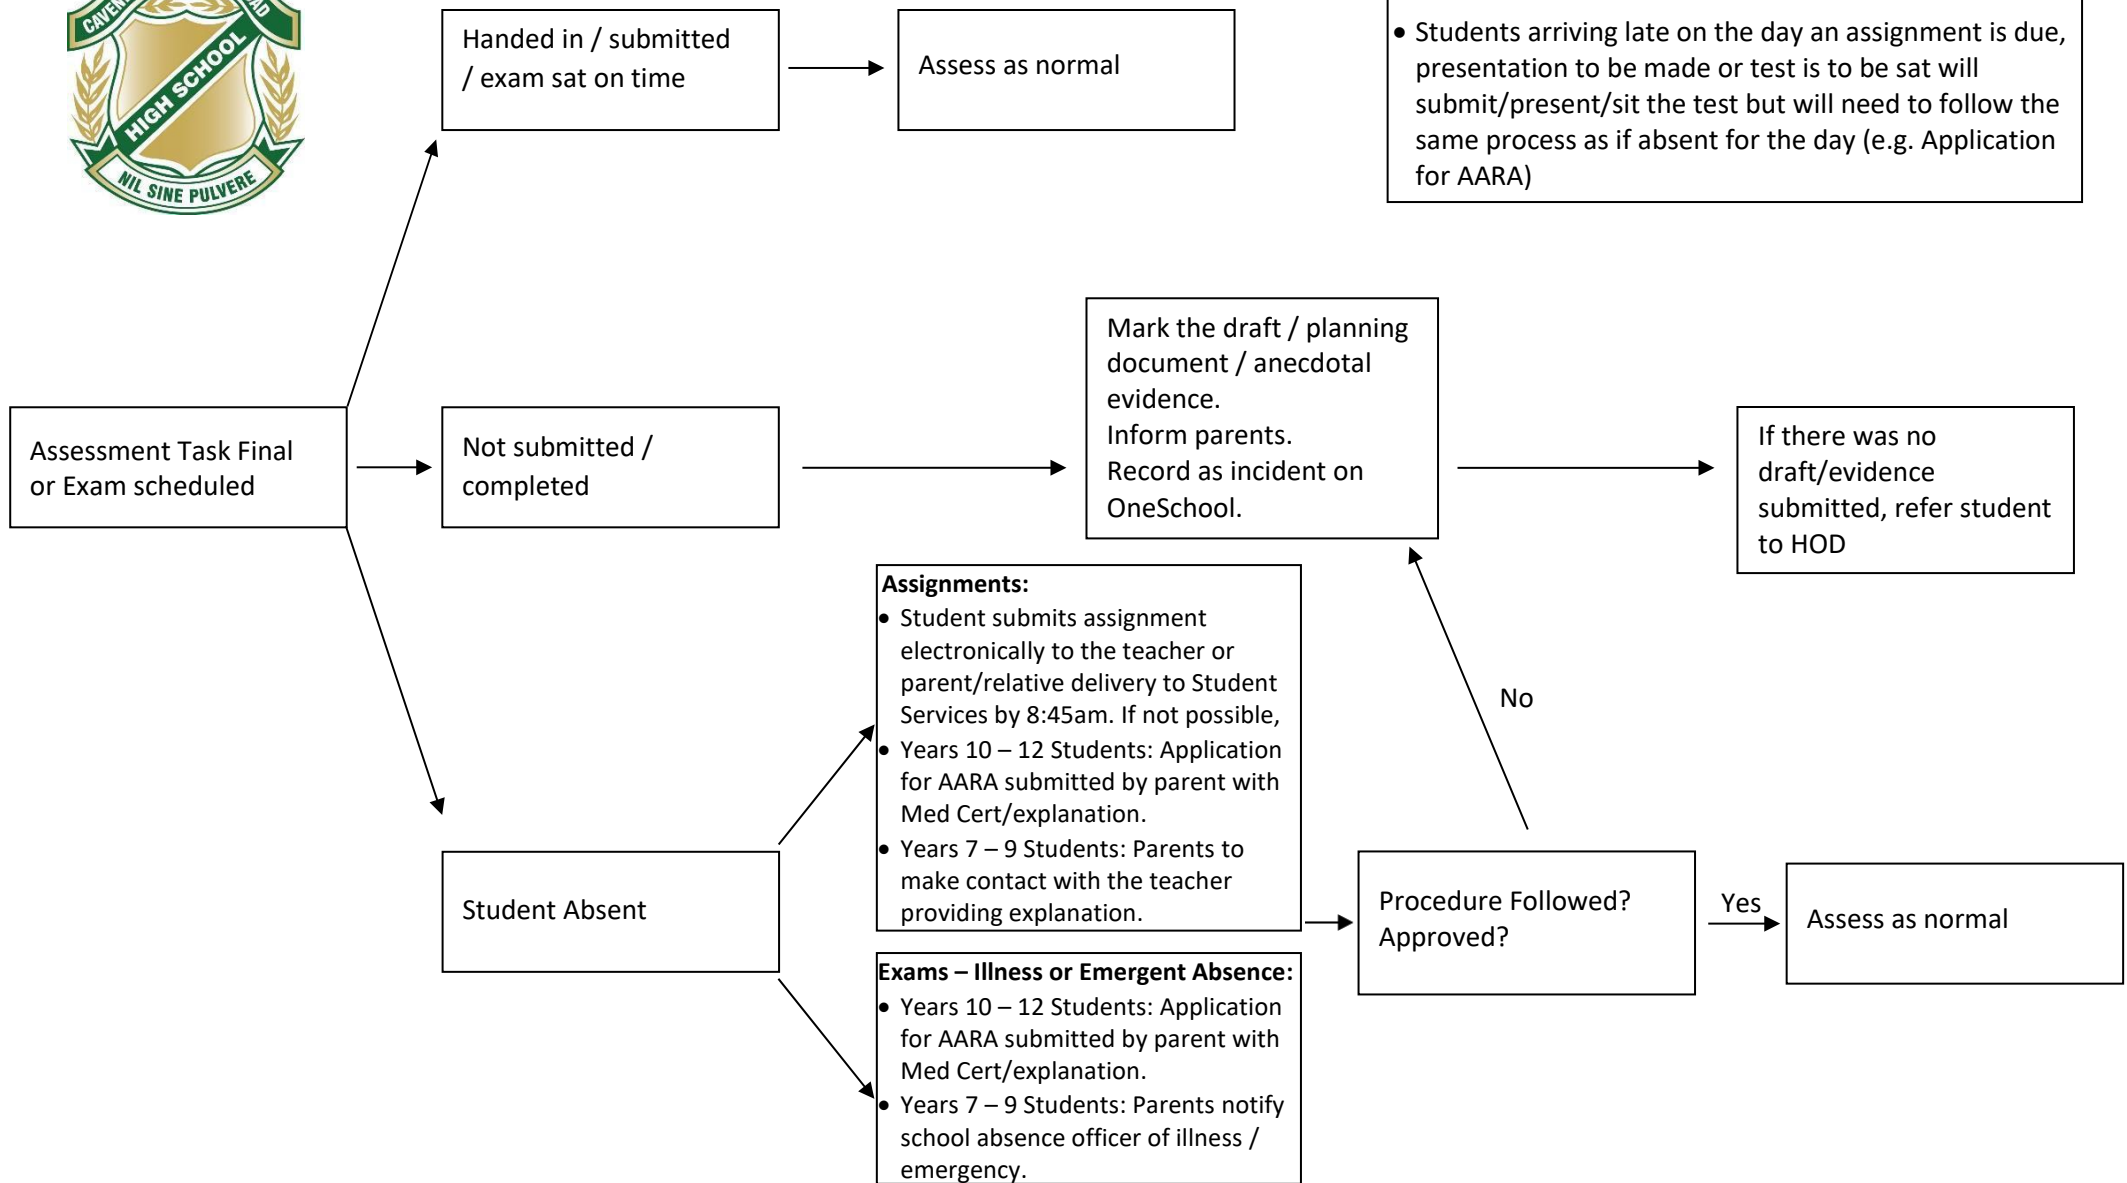 HIGH SCHOOL
NIL SINE PULVERE
Handed in / submitted
/ exam sat on time
Assess as normal
• Students arriving late on the day an assignment is due,
presentation to be made or test is to be sat will
submit/present/sit the test but will need to follow the
same process as if absent for the day (e.g. Application
for AARA)
Assessment Task Final
or Exam scheduled
Not submitted /
completed
Mark the draft / planning
document / anecdotal
evidence.
Inform parents.
Record as incident on
OneSchool.
If there was no
draft/evidence
submitted, refer student
to HOD
Student Absent
Assignments:
• Student submits assignment
electronically to the teacher or
parent/relative delivery to Student
Services by 8:45am. If not possible,
• Years 10 – 12 Students: Application
for AARA submitted by parent with
Med Cert/explanation.
• Years 7 – 9 Students: Parents to
make contact with the teacher
providing explanation.
Exams – Illness or Emergent Absence:
• Years 10 – 12 Students: Application
for AARA submitted by parent with
Med Cert/explanation.
• Years 7 – 9 Students: Parents notify
school absence officer of illness /
emergency.
Procedure Followed?
Approved?
No
Yes
Assess as normal